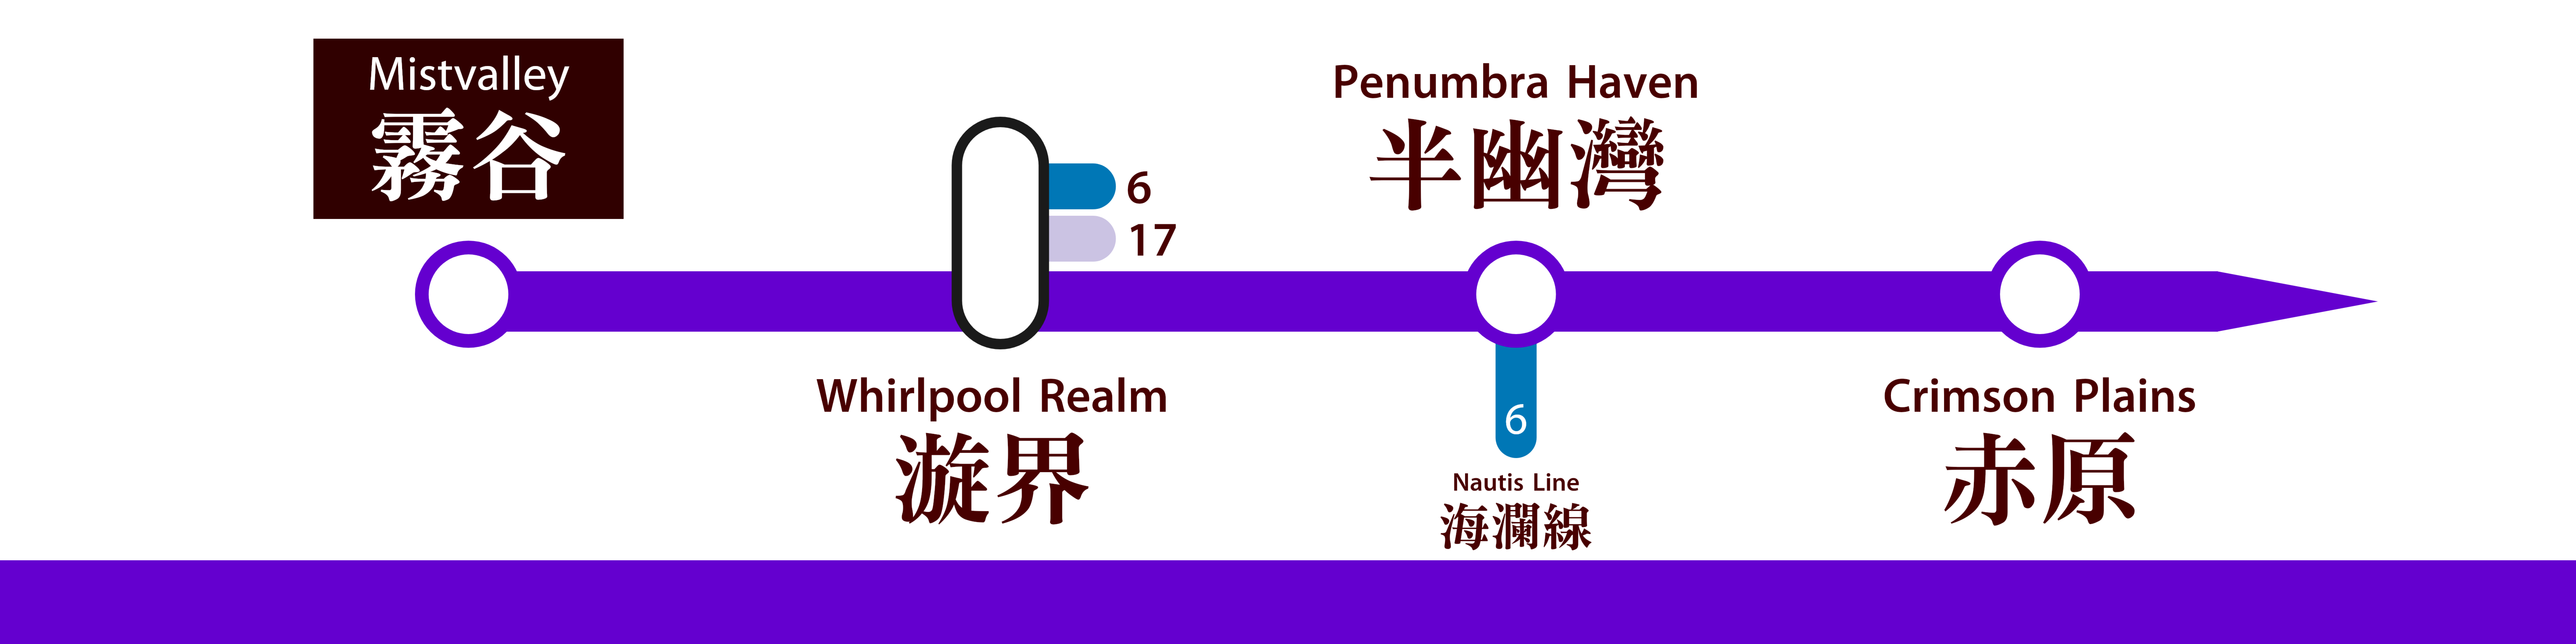 Mistvalley
霧谷
6
17
Whirlpool Realm
漩界
Penumbra Haven
半幽灣
6
Nautis Line
海瀾線
Crimson Plains
赤原